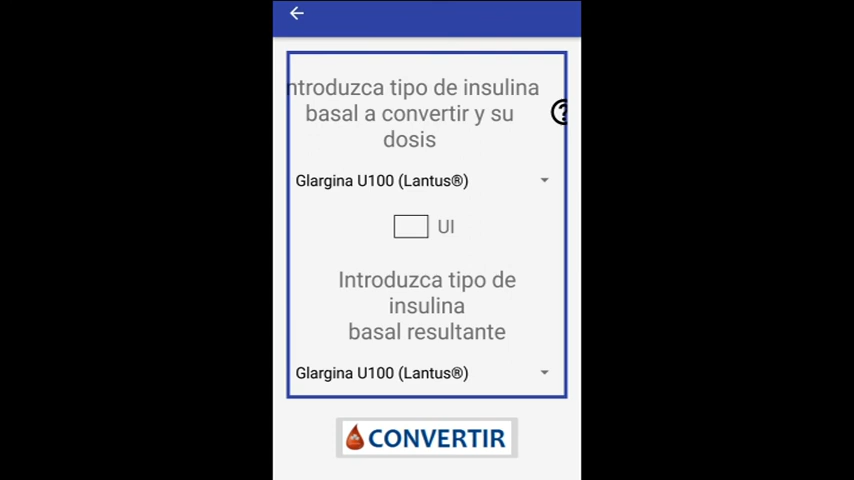 ntroduzca tipo de insulina
basal a convertir y su
dosis
Glargina U100 (Lantus®)
UI
Introduzca tipo de
insulina
basal resultante
Glargina U100 (Lantus®)
CONVERTIR